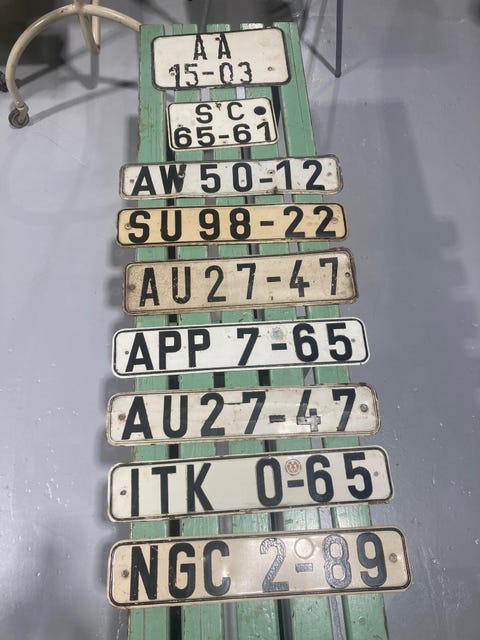 AA
15-03
SC
65-61
AW 50-12
SU 98-22
AU 27-47
APP 7-65
AU 27-47
ITK 0-65
NGC 2-89